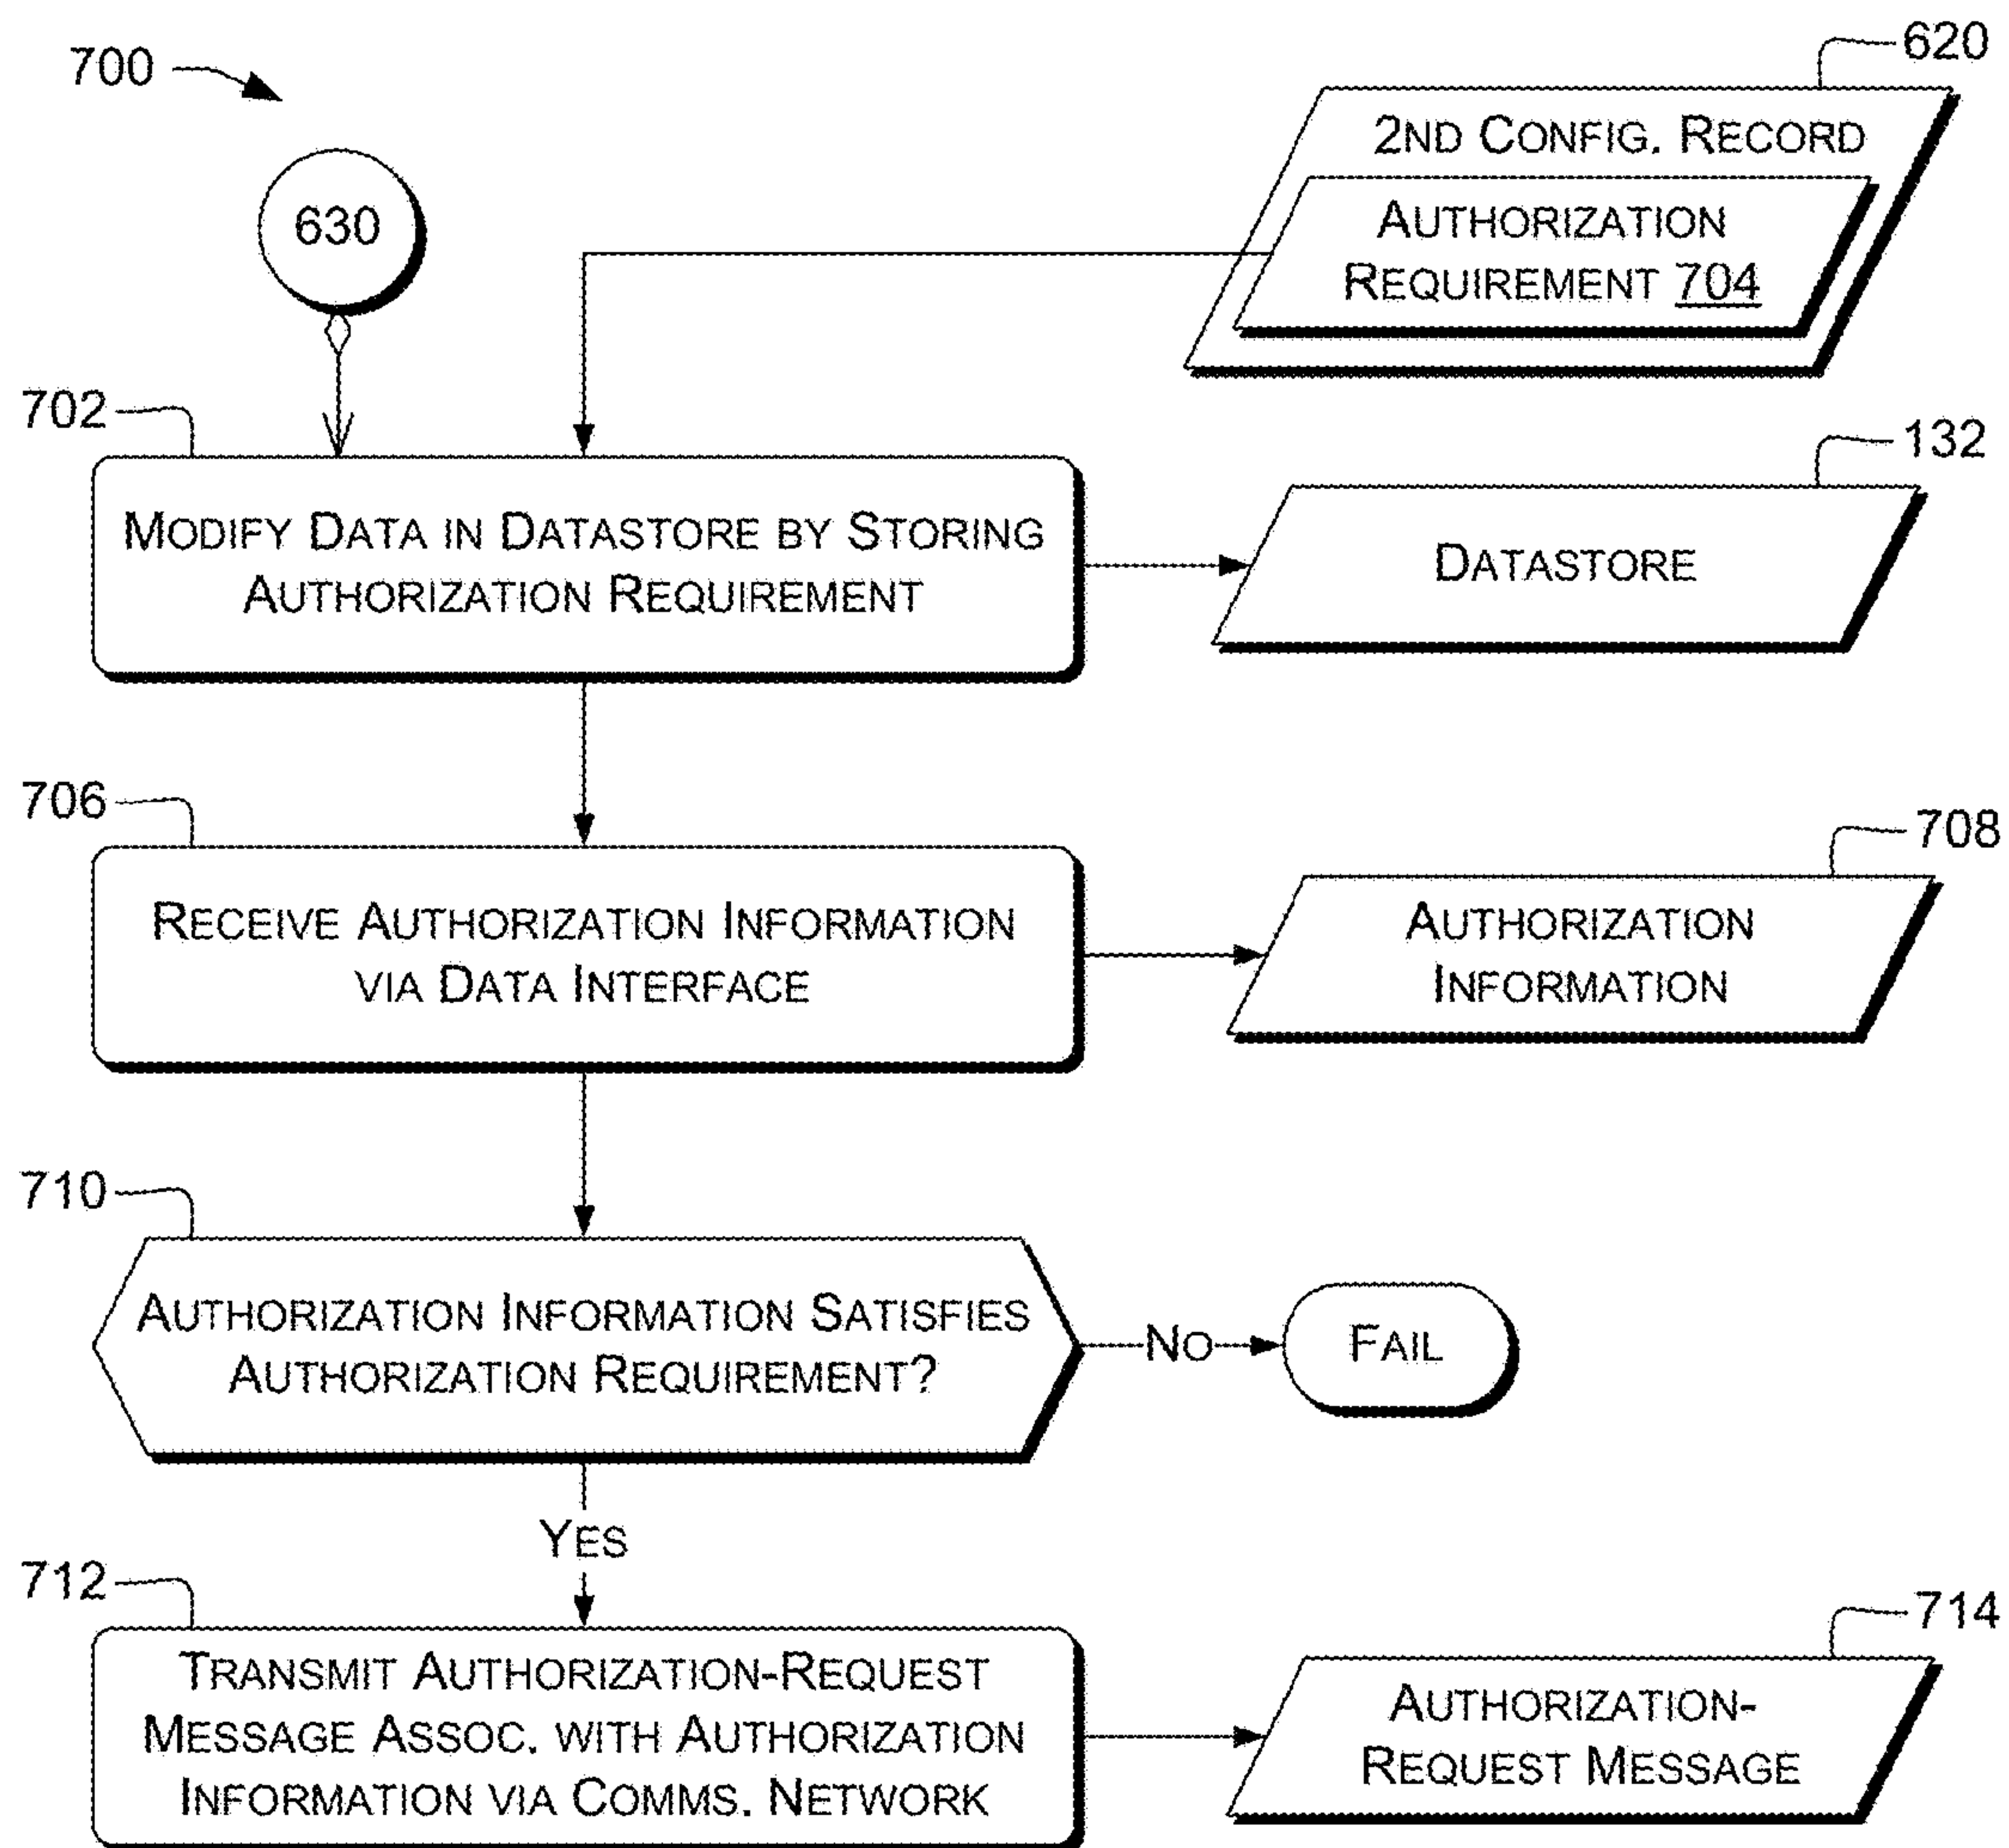 700
620
2ND CONFIG. RECORD
630
AUTHORIZATION
REQUIREMENT 704
702
132
MODIFY DATA IN DATASTORE BY STORING
AUTHORIZATION REQUIREMENT
DATASTORE
706
708
RECEIVE AUTHORIZATION INFORMATION
VIA DATA INTERFACE
AUTHORIZATION
INFORMATION
710
AUTHORIZATION INFORMATION SATISFIES
AUTHORIZATION REQUIREMENT?
NO
FAIL
YES
712
714
TRANSMIT AUTHORIZATION-REQUEST
MESSAGE ASSOC. WITH AUTHORIZATION
INFORMATION VIA COMMS. NETWORK
AUTHORIZATION-
REQUEST MESSAGE